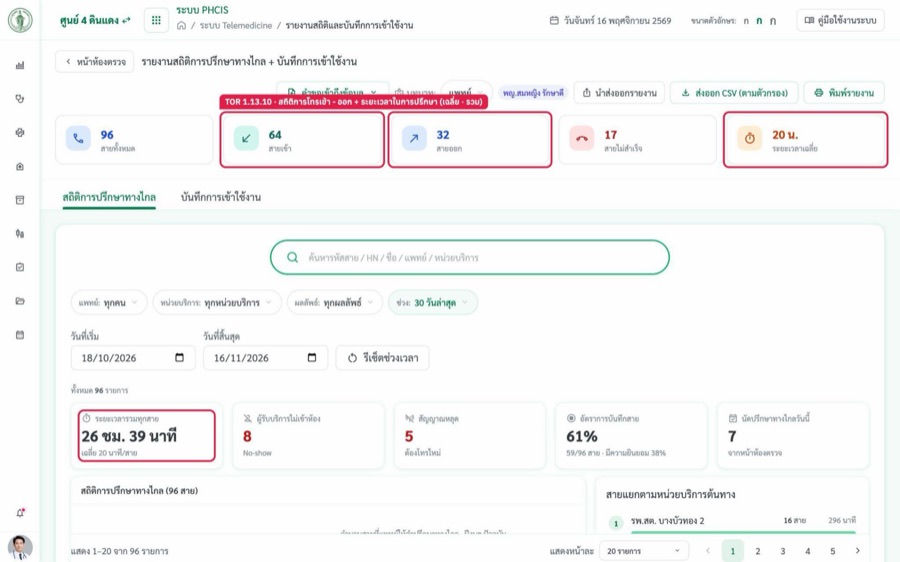 ศูนย์ 4 ดินแดง
ระบบ PHCIS
ระบบ Telemedicine / รายงานสถิติและบันทึกการเข้าใช้งาน
วันจันทร์ 16 พฤศจิกายน 2569
ขนาดตัวอักษร: ก ก ก
คู่มือใช้งานระบบ
หน้าห้องตรวจ
รายงานสถิติการปรึกษาทางไกล + บันทึกการเข้าใช้งาน
แพทย์
พญ.สมหญิง รักษาดี
นำส่งออกรายงาน
ส่งออก CSV (ตามตัวกรอง)
พิมพ์รายงาน
TOR 1.13.10 · สถิติการโทรเข้า - ออก + ระยะเวลาในการปรึกษา (เฉลี่ย · รวม)
96
สายทั้งหมด
64
สายเข้า
32
สายออก
17
สายไม่สำเร็จ
20 น.
ระยะเวลาเฉลี่ย
สถิติการปรึกษาทางไกล
บันทึกการเข้าใช้งาน
ค้นหารหัสสาย / HN / ชื่อ / แพทย์ / หน่วยบริการ
แพทย์: ทุกคน
หน่วยบริการ: ทุกหน่วยบริการ
ผลลัพธ์: ทุกผลลัพธ์
ช่วง: 30 วันล่าสุด
วันที่เริ่ม
วันที่สิ้นสุด
18/10/2026
16/11/2026
รีเซ็ตช่วงเวลา
ทั้งหมด 96 รายการ
ระยะเวลารวมทุกสาย
26 ชม. 39 นาที
เฉลี่ย 20 นาที/สาย
ผู้รับบริการไม่เข้าห้อง
8
No-show
สัญญาณหลุด
5
ต้องโทรใหม่
อัตราการบันทึกสาย
61%
59/96 สาย · มีความยินยอม 38%
นัดปรึกษาทางไกลวันนี้
7
จากหน้าห้องตรวจ
สถิติการปรึกษาทางไกล (96 สาย)
สายแยกตามหน่วยบริการต้นทาง
1
รพ.สต. บางบัวทอง 2
16 สาย
296 นาที
แสดง 1-20 จาก 96 รายการ
แสดงหน้าละ
20 รายการ
1 2 3 4 5